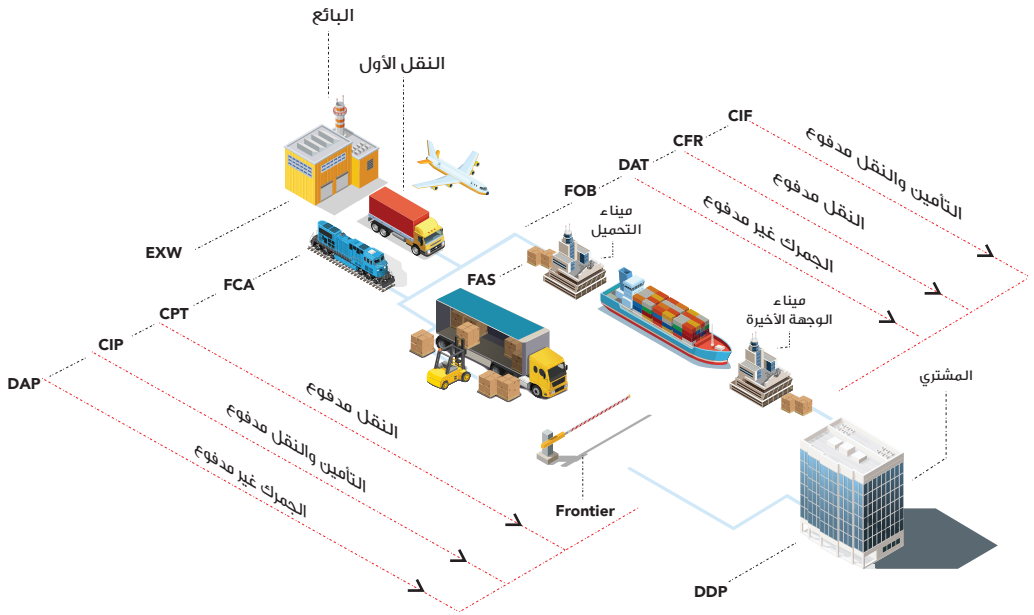 البائع
النقل الأول
CIF
CFR
DAT
FOB
FAS
EXW
FCA
CPT
CIP
DAP
ميناء
التحميل
التأمين والنقل مدفوع
النقل مدفوع
الجمرك غير مدفوع
ميناء
الوجهة الأخيرة
المشتري
النقل مدفوع
التأمين والنقل مدفوع
الجمرك غير مدفوع
Frontier
DDP